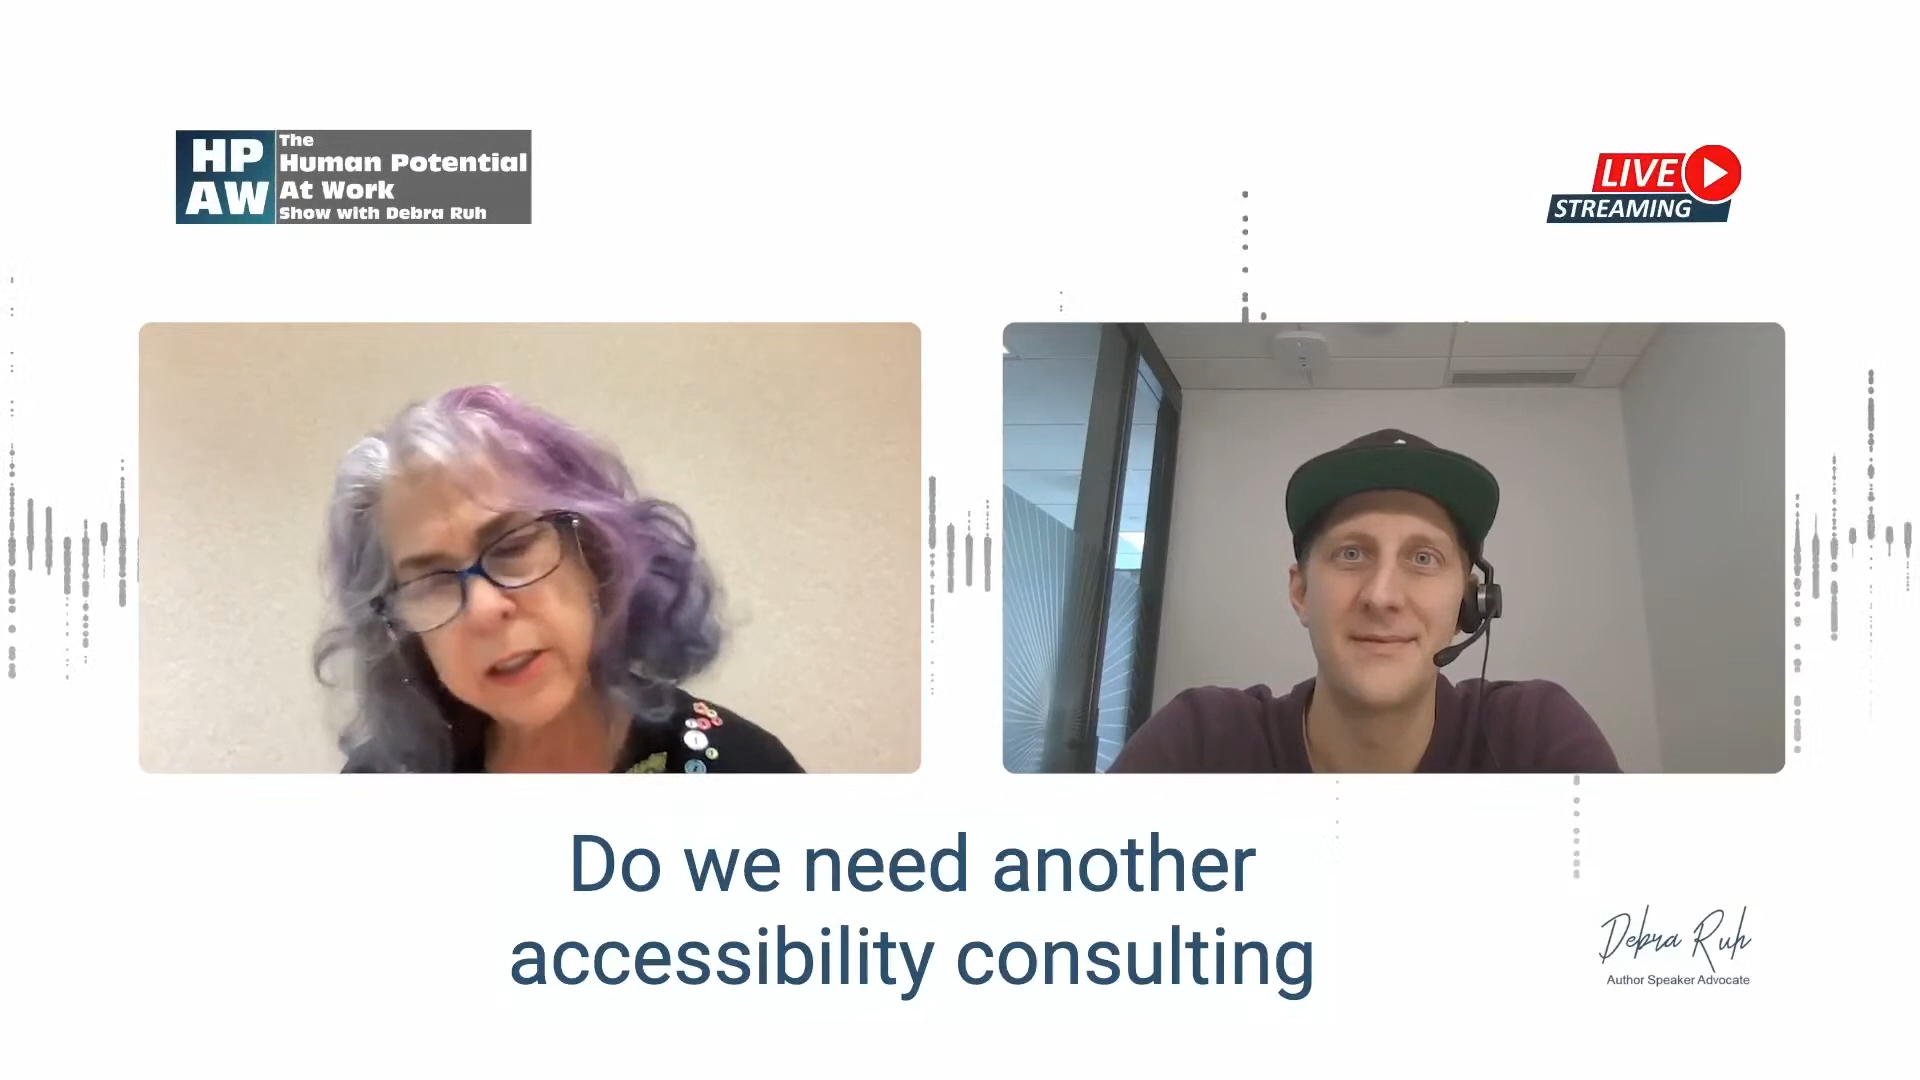 HP
AW
The
Human Potential
At Work
Show with Debra Ruh
LIVE
STREAMING
Do we need another
accessibility consulting
Debra Ruh
Author Speaker Advocate